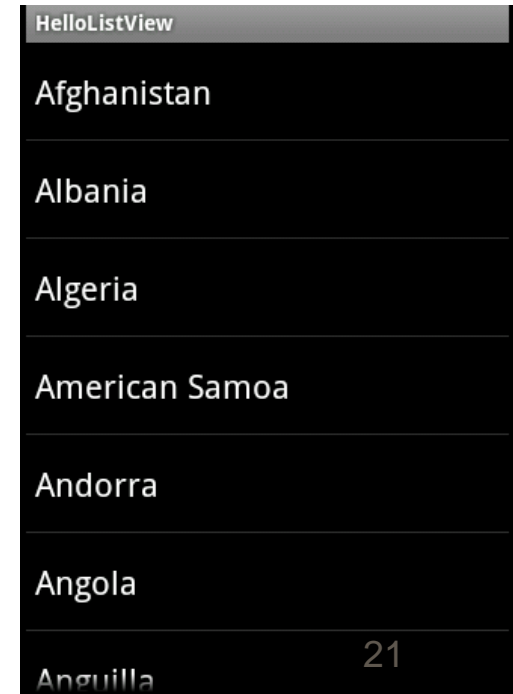 HelloListView
Afghanistan
Albania
Algeria
American Samoa
Andorra
Angola
21
Anguilla